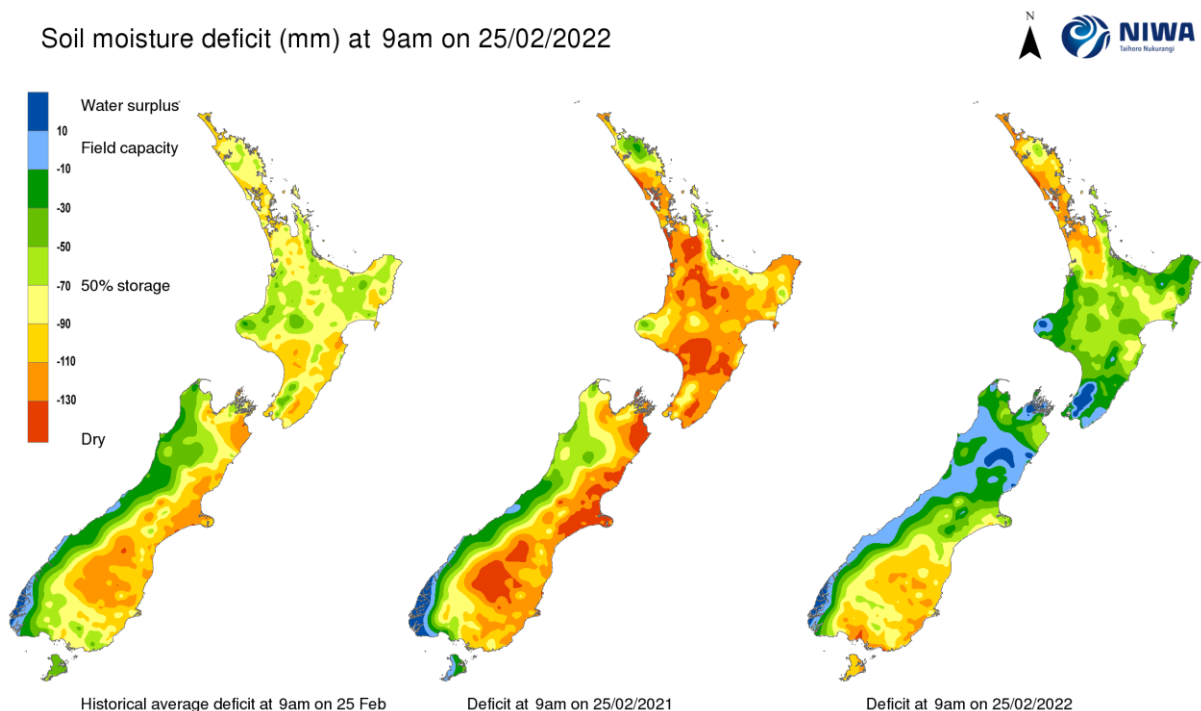 Soil moisture deficit (mm) at 9am on 25/02/2022
N
NIWA
Taihoro Nukurangi
Water surplus
10
Field capacity
-10
-30
-50
-70
50% storage
-90
-110
-130
Dry
Historical average deficit at 9am on 25 Feb
Deficit at 9am on 25/02/2021
Deficit at 9am on 25/02/2022